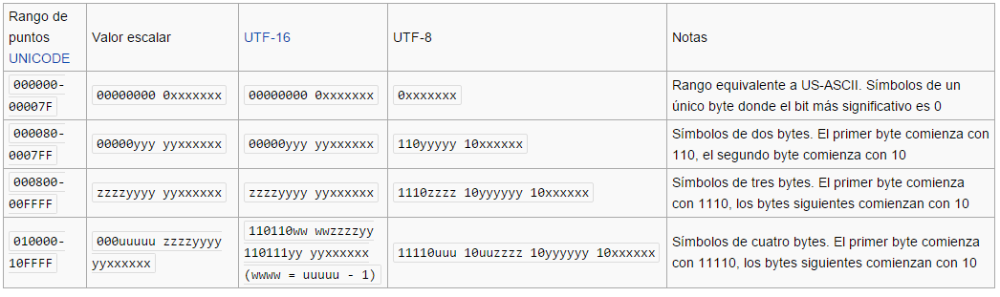 Rango de
puntos
UNICODE
Valor escalar
UTF-16
UTF-8
Notas
000000-
00007F
00000000 0xxxxxxx
00000000 0xxxxxxx
0xxxxxxx
Rango equivalente a US-ASCII. Símbolos de un
único byte donde el bit más significativo es 0
000080-
0007FF
00000yyy yyxxxxxx
00000yyy yyxxxxxx
110yyyyy 10xxxxxx
Símbolos de dos bytes. El primer byte comienza con
110, el segundo byte comienza con 10
000800-
00FFFF
zzzzyyyy yyxxxxxx
zzzzyyyy yyxxxxxx
1110zzzz 10yyyyyy 10xxxxxx
Símbolos de tres bytes. El primer byte comienza
con 1110, los bytes siguientes comienzan con 10
010000-
10FFFF
000uuuuu zzzzyyyy
yyxxxxxx
110110ww wwzzzzyy
110111yy yyxxxxxx
(wwww = uuuuu - 1)
11110uuu 10uuzzzz 10yyyyyy 10xxxxxx
Símbolos de cuatro bytes. El primer byte comienza
con 11110, los bytes siguientes comienzan con 10